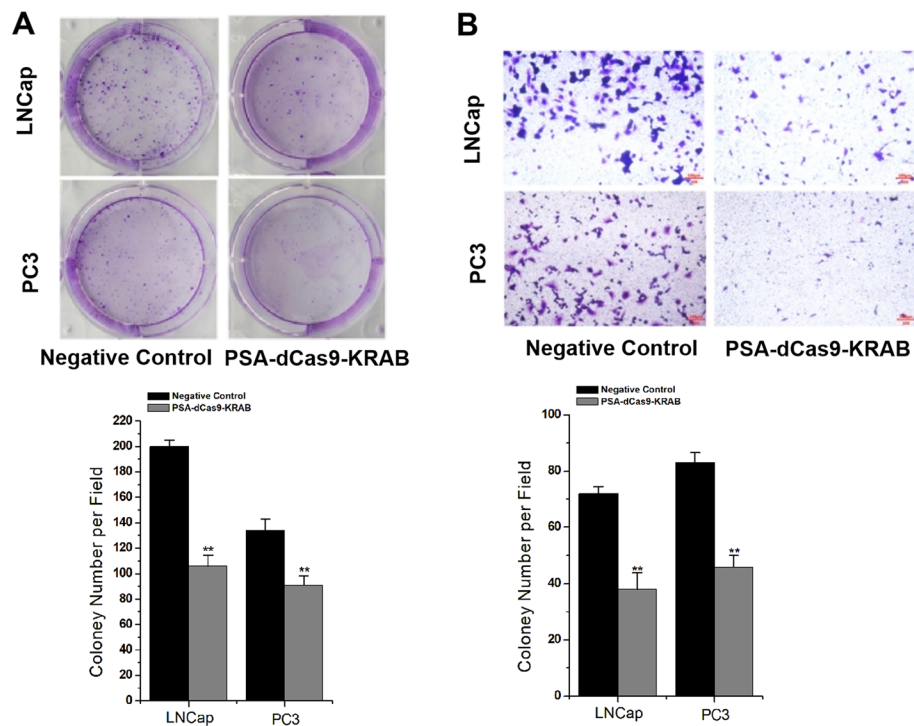 A
LNCap
PC3
Negative Control PSA-dCas9-KRAB
Negative Control
PSA-dCas9-KRAB
Coloney Number per Field
220
200
180
160
140
120
100
80
60
40
20
0
**
**
LNCap PC3
B
LNCap
PC3
Negative Control PSA-dCas9-KRAB
Negative Control
PSA-dCas9-KRAB
Coloney Number per Field
100
80
60
40
20
0
**
**
LNCap PC3